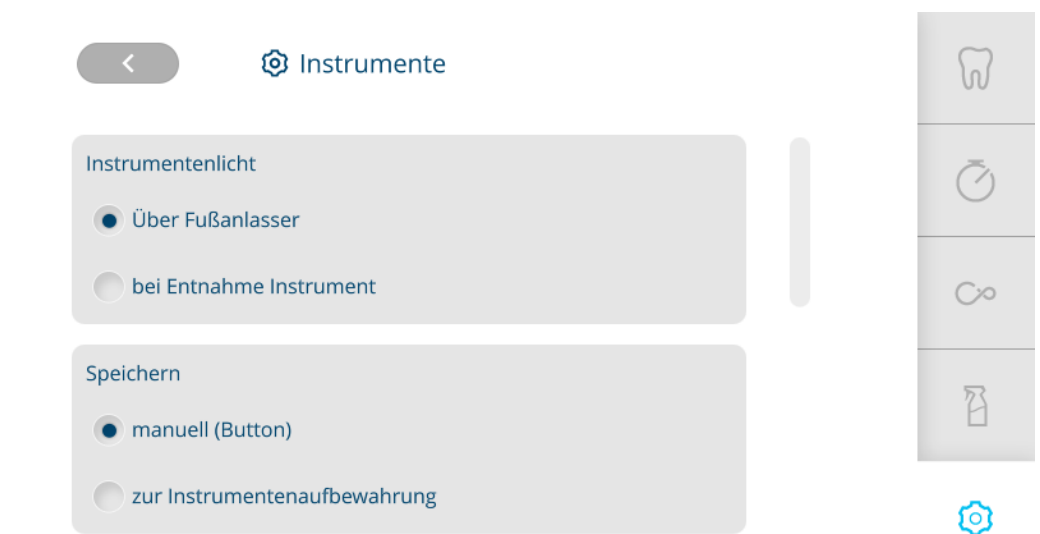 Instrumente
Instrumentenlicht
Über Fußanlasser
bei Entnahme Instrument
Speichern
manuell (Button)
zur Instrumentenaufbewahrung